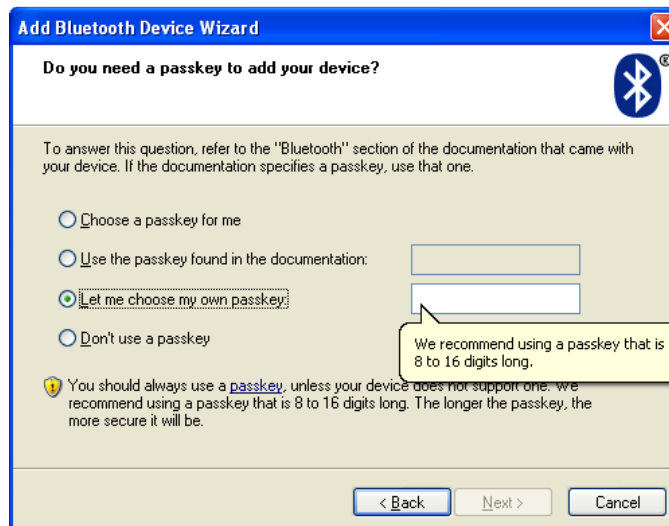 Add Bluetooth Device Wizard
Do you need a passkey to add your device?
®
To answer this question, refer to the "Bluetooth" section of the documentation that came with
your device. If the documentation specifies a passkey, use that one.
Choose a passkey for me
Use the passkey found in the documentation:
Let me choose my own passkey:
Don't use a passkey
We recommend using a passkey that is
8 to 16 digits long.
You should always use a passkey, unless your device does not support one. We
recommend using a passkey that is 8 to 16 digits long. The longer the passkey, the
more secure it will be.
< Back
Next >
Cancel